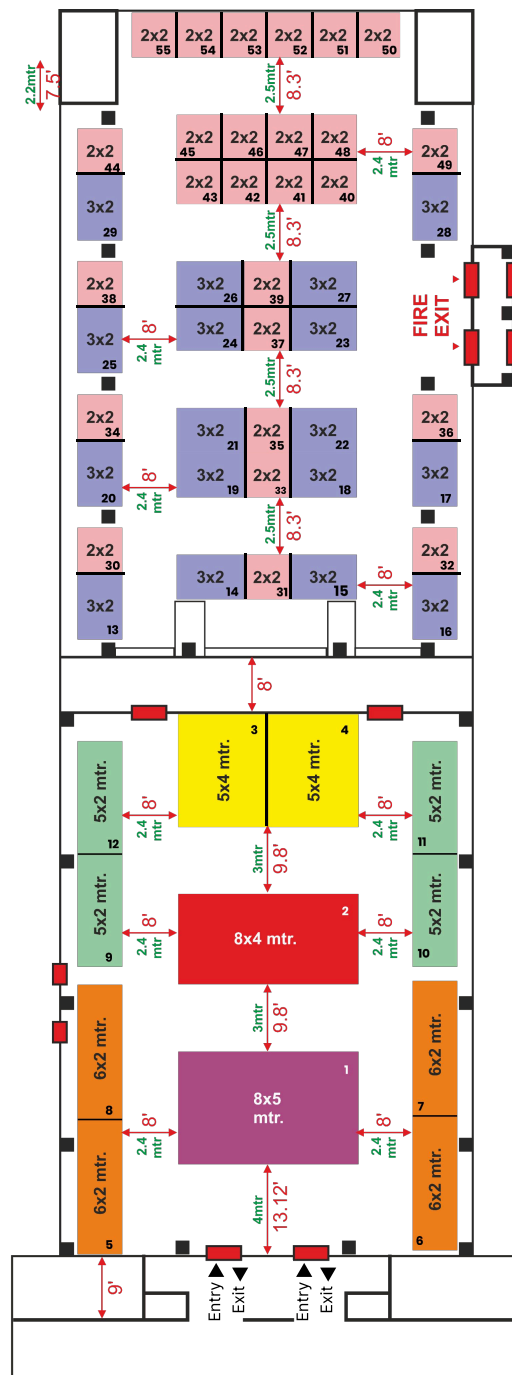 2x2 2x2 2x2 2x2 2x2 2x2
55 54 53 52 51 50
2.2mtr
7.5'
2.5mtr
8.3'
2x2
44
2x2 2x2 2x2 2x2
45 46 47 48
8'
2.4
mtr
2x2
49
2x2 2x2 2x2 2x2
43 42 41 40
3x2
29
3x2
28
2.5mtr
8.3'
2x2
38
3x2 2x2 3x2
26 39 27
FIRE
EXIT
3x2
25
8'
2.4
mtr
3x2 2x2 3x2
24 37 23
2.5mtr
8.3'
2x2
34
3x2 2x2 3x2
21 35 22
2x2
36
3x2
20
8'
2.4
mtr
3x2 2x2 3x2
19 33 18
3x2
17
2.5mtr
8.3'
2x2
30
2x2
32
3x2 2x2 3x2
14 31 15
8'
2.4
mtr
3x2
13
3x2
16
8'
3
5x4 mtr.
4
5x4 mtr.
5x2 mtr.
12
8'
2.4
mtr
8'
2.4
mtr
5x2 mtr.
11
3mtr
9.8'
5x2 mtr.
9
8'
2.4
mtr
2
8x4 mtr.
8'
2.4
mtr
5x2 mtr.
10
3mtr
9.8'
6x2 mtr.
8
1
8x5
mtr.
6x2 mtr.
7
6x2 mtr.
5
8'
2.4
mtr
8'
2.4
mtr
6x2 mtr.
6
4mtr
13.12'
9'
Entry Exit Entry Exit